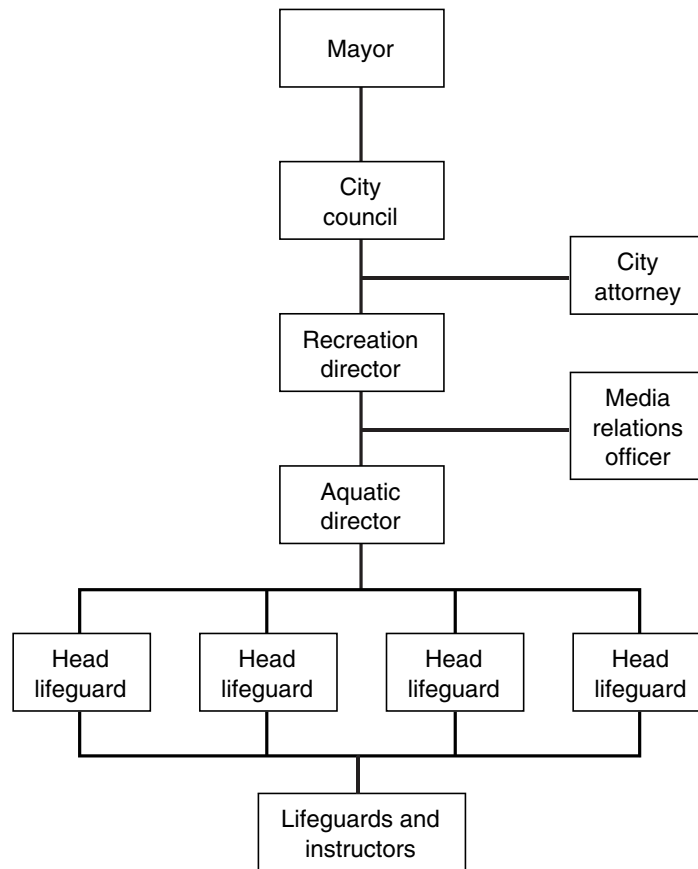 Mayor
City
council
City
attorney
Recreation
director
Media
relations
officer
Aquatic
director
Head
lifeguard
Head
lifeguard
Head
lifeguard
Head
lifeguard
Lifeguards and
instructors